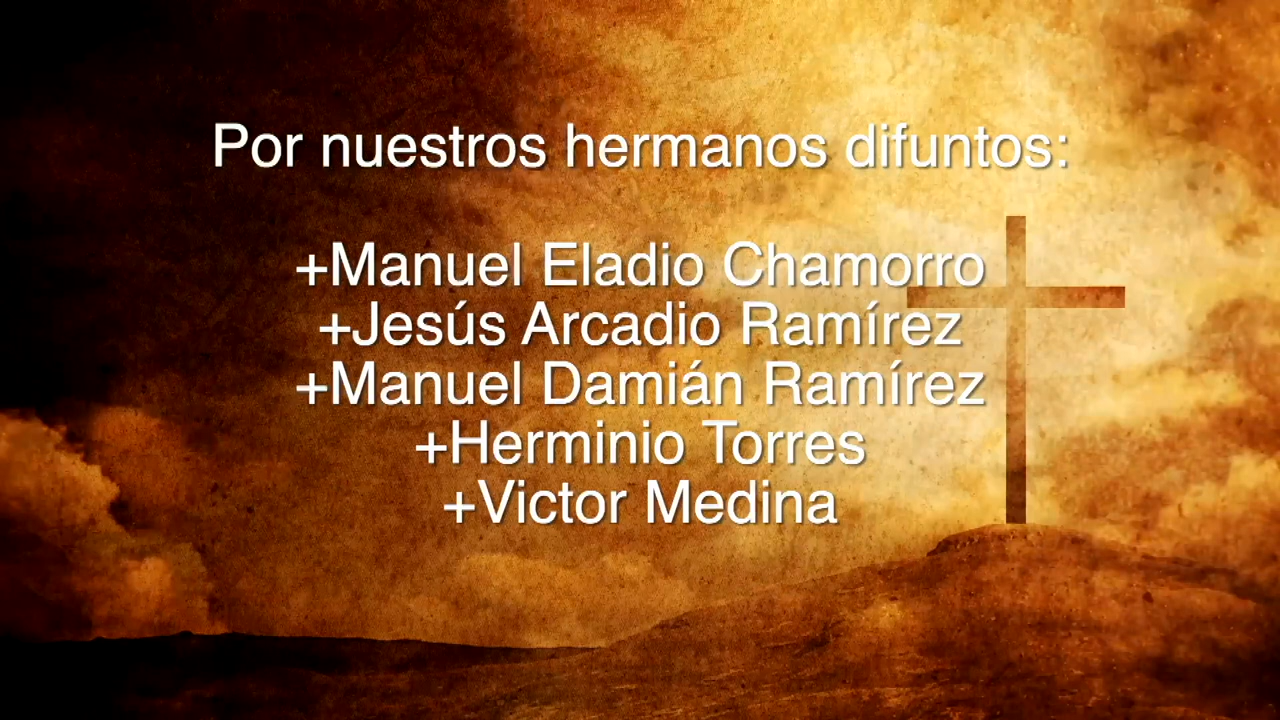 Por nuestros hermanos difuntos:
+Manuel Eladio Chamorro
+Jesús Arcadio Ramírez
+Manuel Damián Ramírez
+Herminio Torres
+Victor Medina